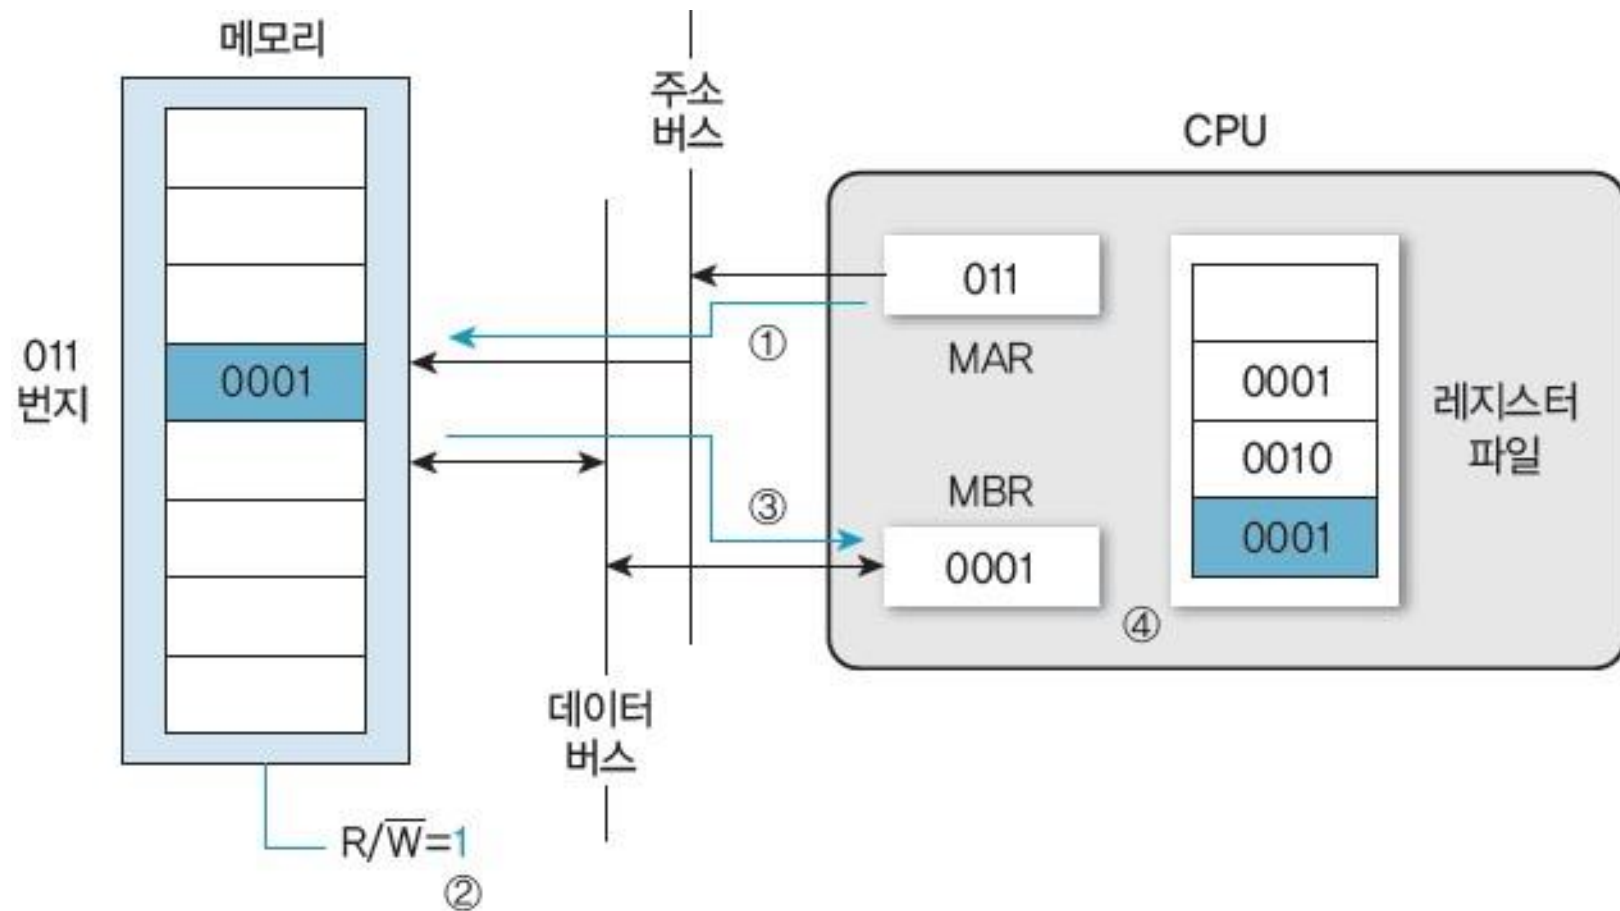 메모리
주소
버스
CPU
011
번지
0001
011
MAR
①
MBR
0001
③
④
0001
0010
0001
레지스터
파일
데이터
버스
R/W̅=1
②